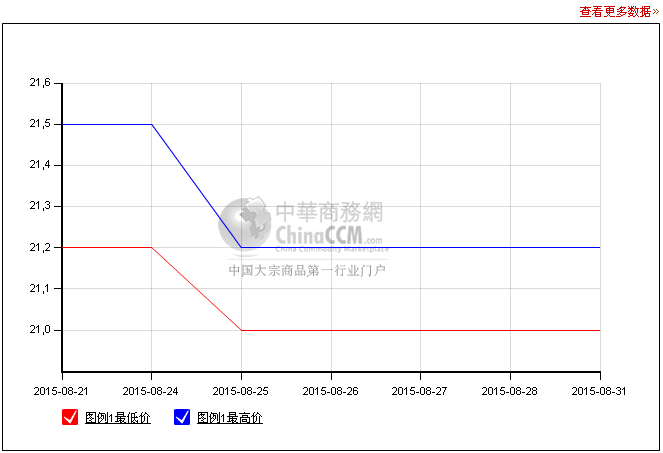 查看更多数据»
21,6
21,5
21,4
21,3
21,2
21,1
21,0
中華商務網
ChinaCCM.com
China Commodity Marketplace
中国大宗商品第一行业门户
2015-08-21 2015-08-24 2015-08-25 2015-08-26 2015-08-27 2015-08-28 2015-08-31
图例1最低价 图例1最高价